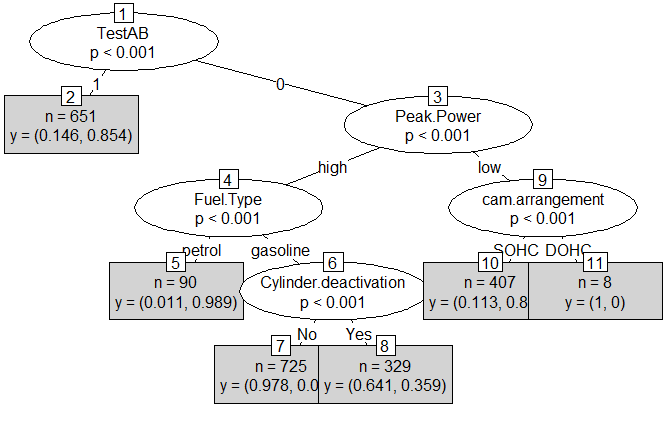 1
TestAB
p < 0.001
1
0
2
n = 651
y = (0.146, 0.854)
3
Peak.Power
p < 0.001
high
low
4
Fuel.Type
p < 0.001
9
cam.arrangement
p < 0.001
petrol
gasoline
SOHC
DOHC
5
n = 90
y = (0.011, 0.989)
6
Cylinder.deactivation
p < 0.001
10
n = 407
y = (0.113, 0.8
11
n = 8
y = (1, 0)
No
Yes
7
n = 725
y = (0.978, 0.0
8
n = 329
y = (0.641, 0.359)